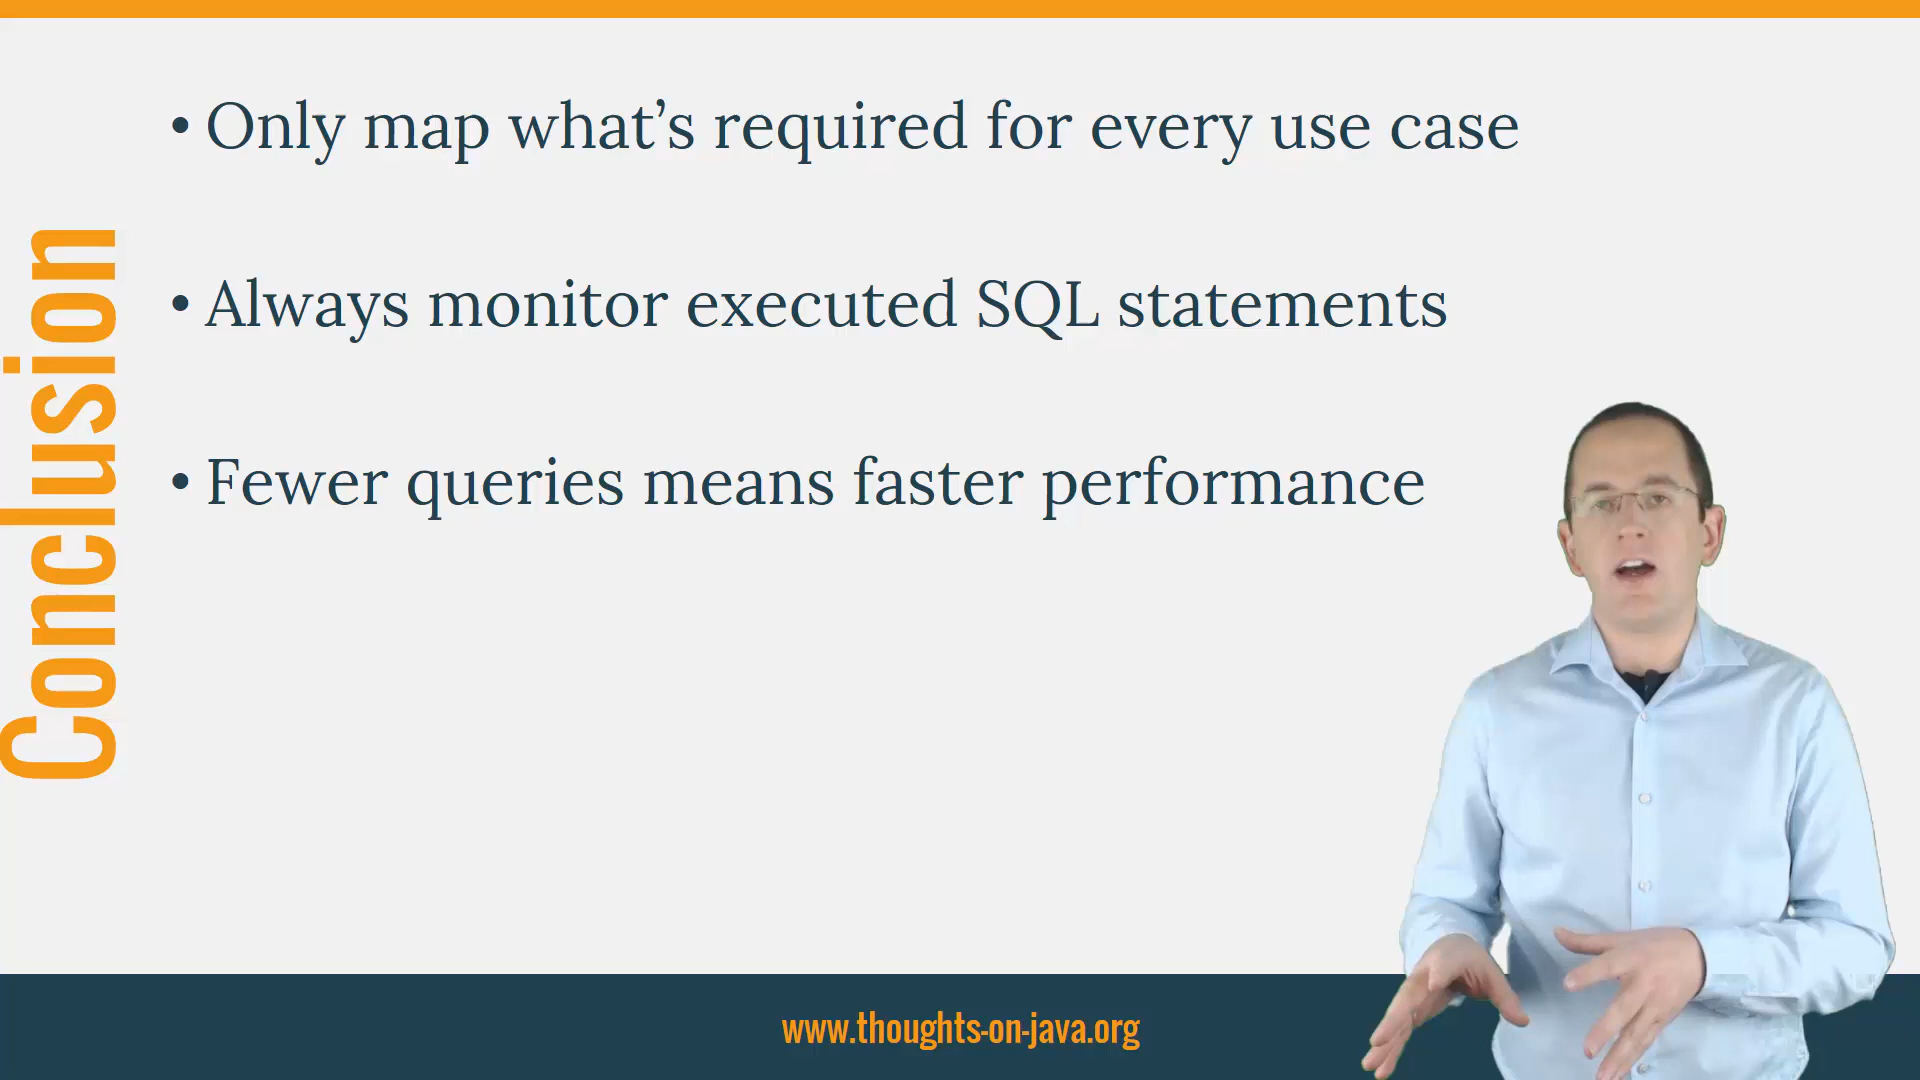 Conclusion
• Only map what’s required for every use case
• Always monitor executed SQL statements
• Fewer queries means faster performance
www.thoughts-on-java.org